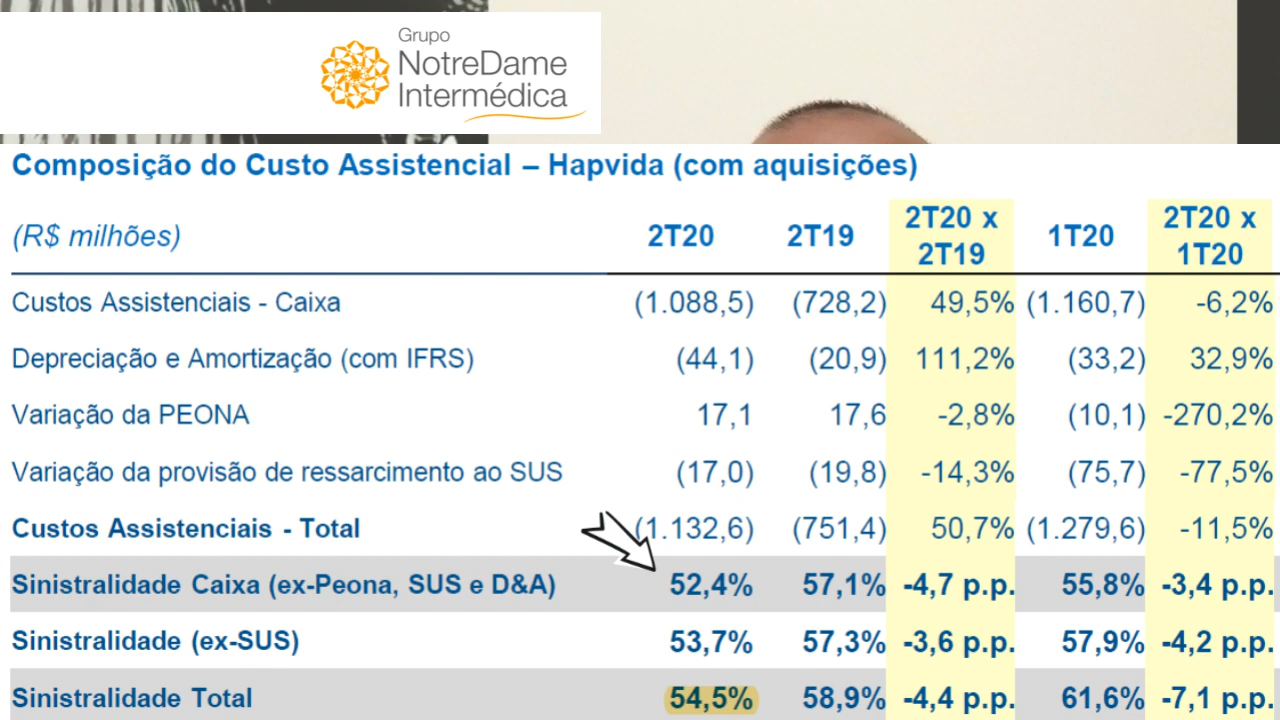 Grupo
NotreDame
Intermédica
Composição do Custo Assistencial – Hapvida (com aquisições)
(R$ milhões) 2T20 2T19 2T20 x 2T19 1T20 2T20 x 1T20
Custos Assistenciais - Caixa (1.088,5) (728,2) 49,5% (1.160,7) -6,2%
Depreciação e Amortização (com IFRS) (44,1) (20,9) 111,2% (33,2) 32,9%
Variação da PEONA 17,1 17,6 -2,8% (10,1) -270,2%
Variação da provisão de ressarcimento ao SUS (17,0) (19,8) -14,3% (75,7) -77,5%
Custos Assistenciais - Total (1.132,6) (751,4) 50,7% (1.279,6) -11,5%
Sinistralidade Caixa (ex-Peona, SUS e D&A) 52,4% 57,1% -4,7 p.p. 55,8% -3,4 p.p.
Sinistralidade (ex-SUS) 53,7% 57,3% -3,6 p.p. 57,9% -4,2 p.p.
Sinistralidade Total 54,5% 58,9% -4,4 p.p. 61,6% -7,1 p.p.